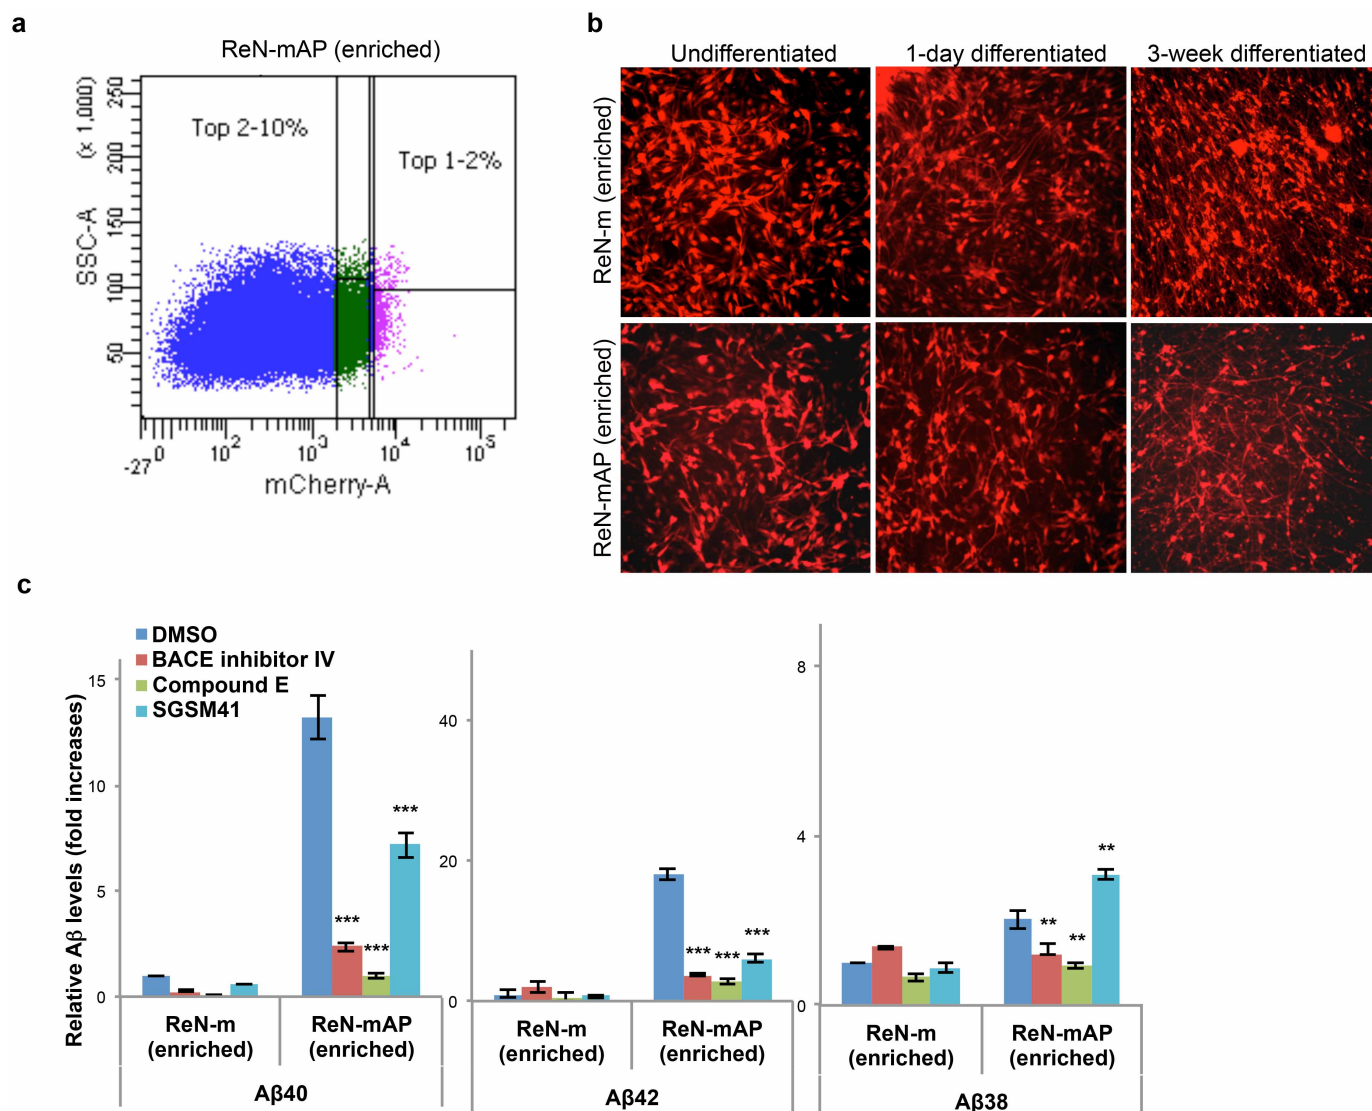 a
ReN-mAP (enriched)
(x 1,000)
SSC-A
250
200
150
100
50
Top 2-10%
Top 1-2%
-27 0 10^2 10^3 10^4 10^5
mCherry-A
b
Undifferentiated 1-day differentiated 3-week differentiated
ReN-m (enriched)
ReN-mAP (enriched)
c
DMSO
BACE inhibitor IV
Compound E
SGSM41
Relative Aβ levels (fold increases)
15
10
5
0
*** *** ***
ReN-m (enriched)
ReN-mAP (enriched)
Aβ40
40
20
0
*** *** ***
ReN-m (enriched)
ReN-mAP (enriched)
Aβ42
8
4
0
** ** **
ReN-m (enriched)
ReN-mAP (enriched)
Aβ38